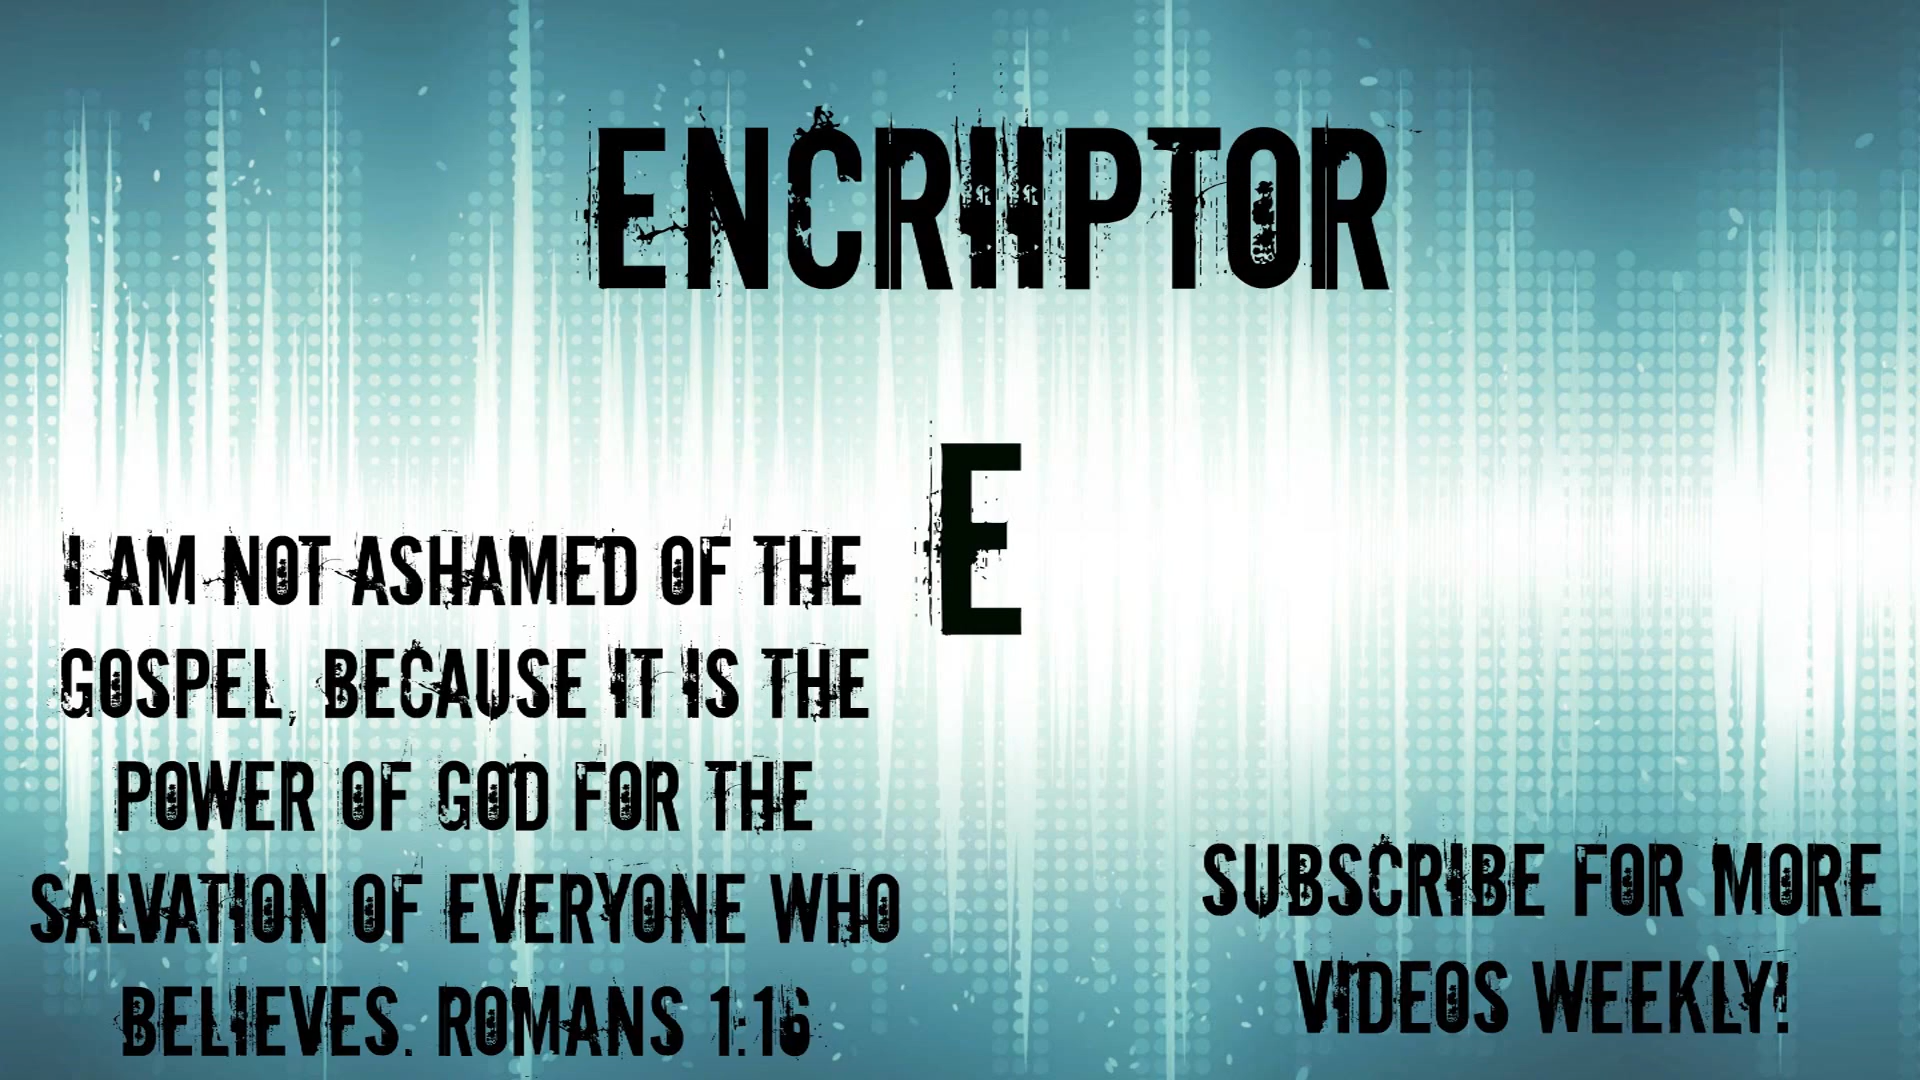 ENCRIIPTOR
E
I AM NOT ASHAMED OF THE
GOSPEL, BECAUSE IT IS THE
POWER OF GOD FOR THE
SALVATION OF EVERYONE WHO
BELIEVES. ROMANS 1:16
SUBSCRIBE FOR MORE
VIDEOS WEEKLY!